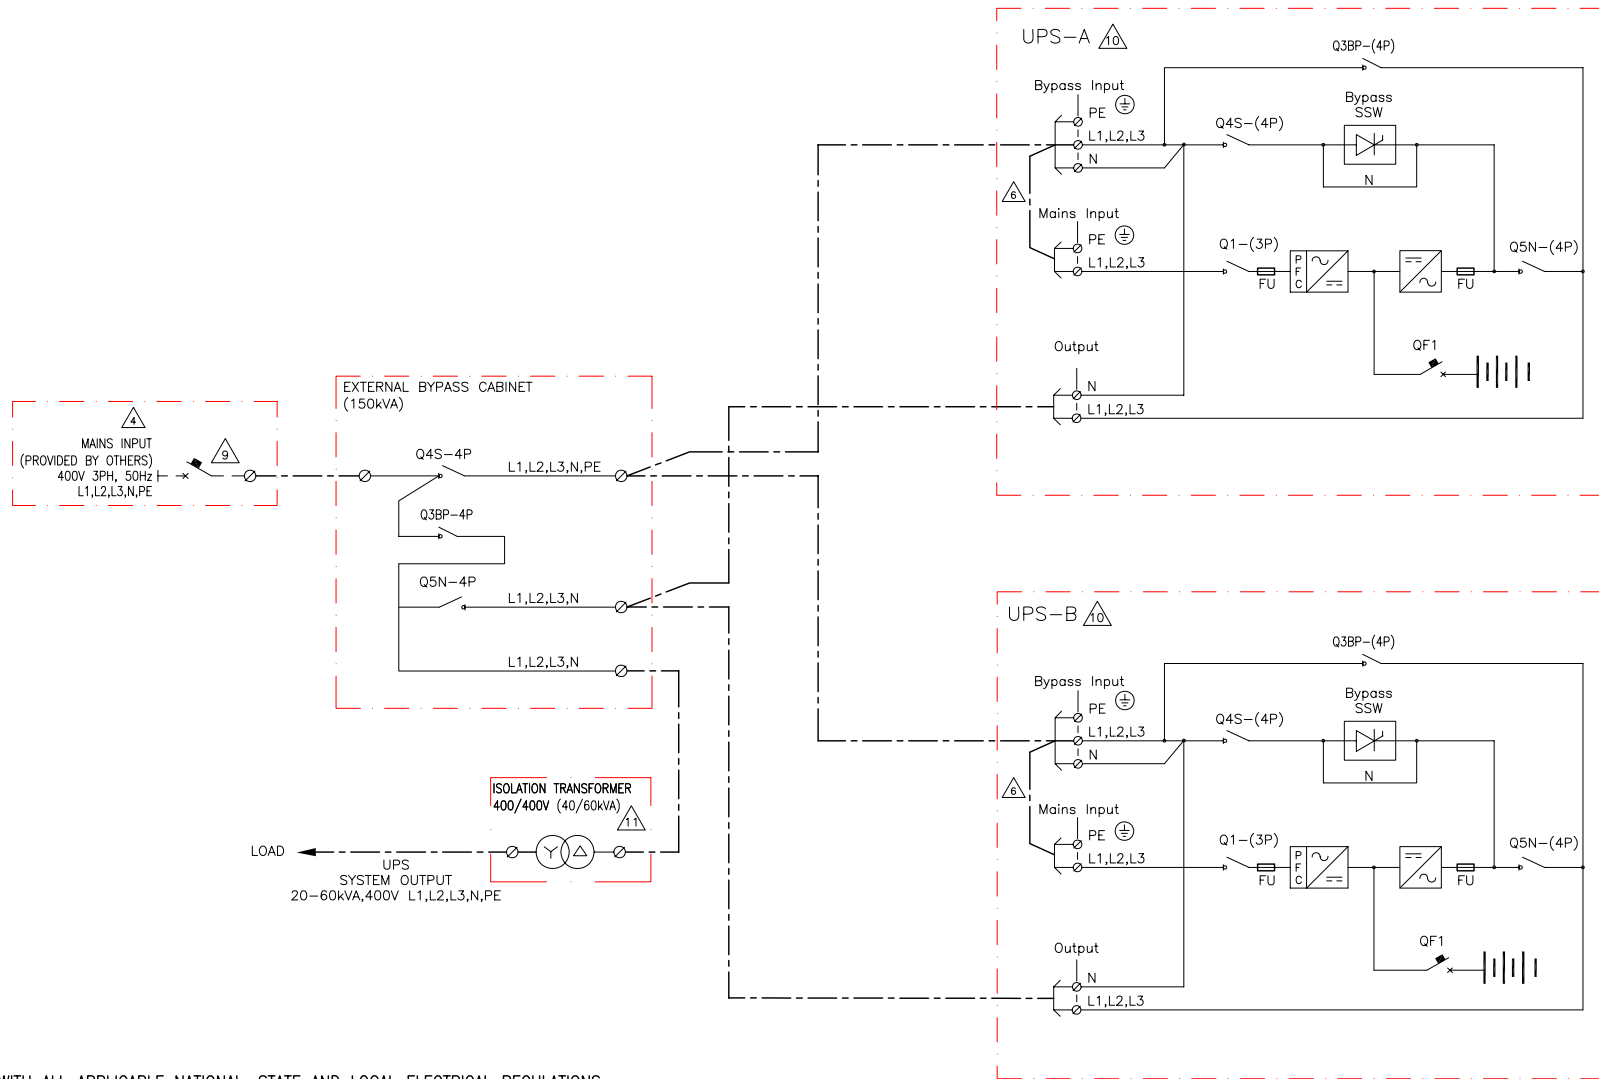 UPS-A 10
Q3BP-(4P)
Bypass Input
PE
L1,L2,L3
N
Q4S-(4P)
Bypass
SSW
N
6
Mains Input
PE
L1,L2,L3
Q1-(3P)
FU
P
F
C
FU
Q5N-(4P)
QF1
Output
N
L1,L2,L3
EXTERNAL BYPASS CABINET
(150kVA)
4
MAINS INPUT
(PROVIDED BY OTHERS)
400V 3PH, 50Hz
L1,L2,L3,N,PE
9
Q4S-4P
L1,L2,L3,N,PE
Q3BP-4P
Q5N-4P
L1,L2,L3,N
L1,L2,L3,N
ISOLATION TRANSFORMER
400/400V (40/60kVA)
11
LOAD
UPS
SYSTEM OUTPUT
20-60kVA,400V L1,L2,L3,N,PE
UPS-B 10
Q3BP-(4P)
Bypass Input
PE
L1,L2,L3
N
Q4S-(4P)
Bypass
SSW
N
6
Mains Input
PE
L1,L2,L3
Q1-(3P)
FU
P
F
C
FU
Q5N-(4P)
QF1
Output
N
L1,L2,L3